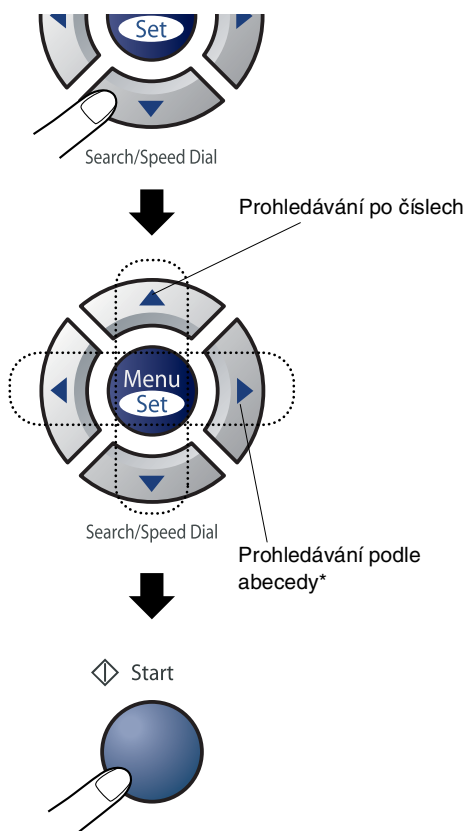 Set
Search/Speed Dial
Prohledávání po číslech
Menu
Set
Search/Speed Dial
Prohledávání podle
abecedy*
Start